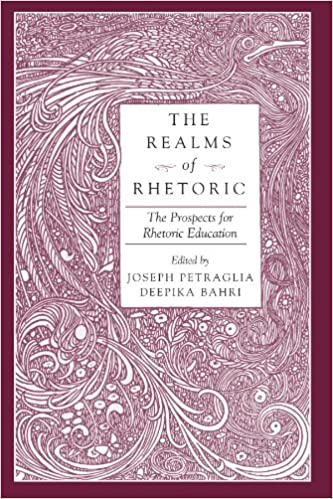 THE
REALMS
of
RHETORIC
The Prospects for
Rhetoric Education
Edited by
JOSEPH PETRAGLIA
DEEPIKA BAHRI